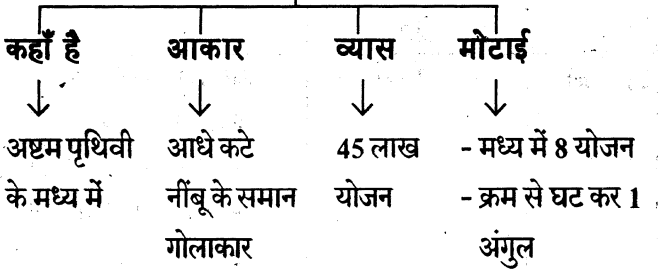 कहाँ है आकार व्यास मोटाई
अष्टम पृथिवी आधे कटे 45 लाख - मध्य में 8 योजन
के मध्य में नींबू के समान योजन - क्रम से घट कर 1
गोलाकार अंगुल